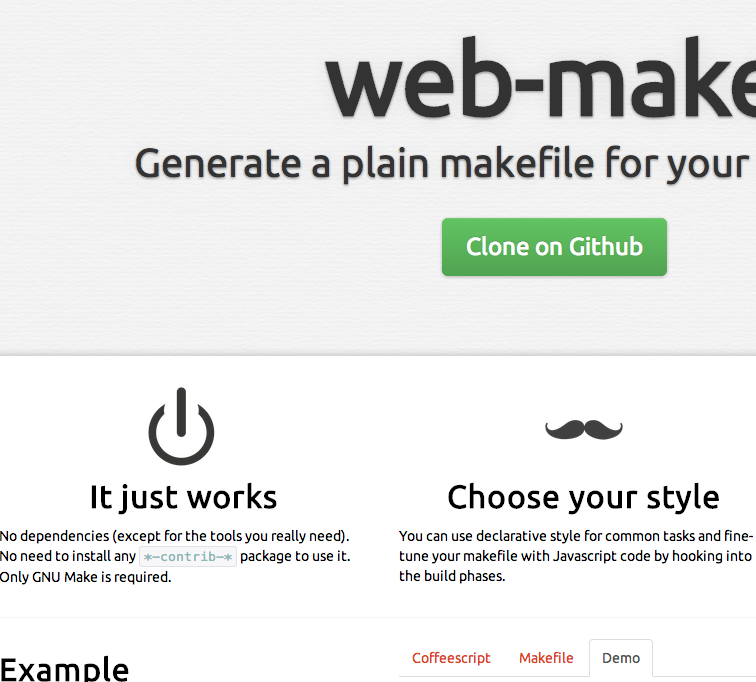 web-make
Generate a plain makefile for your
Clone on Github
It just works
No dependencies (except for the tools you really need).
No need to install any *-contrib-* package to use it.
Only GNU Make is required.
Choose your style
You can use declarative style for common tasks and fine-
tune your makefile with Javascript code by hooking into
the build phases.
Example
Coffeescript Makefile Demo